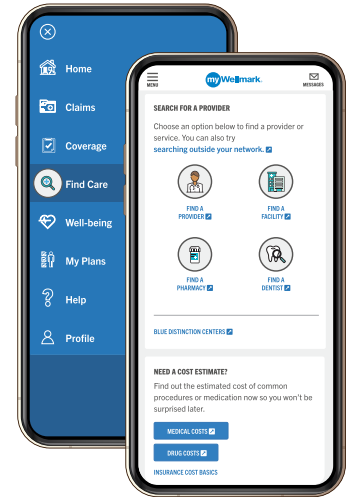 Home
Claims
Coverage
Find Care
Well-being
My Plans
Help
Profile
MENU
myWellmark.
MESSAGES
SEARCH FOR A PROVIDER
Choose an option below to find a provider or
service. You can also try
searching outside your network.
FIND A
PROVIDER
FIND A
FACILITY
FIND A
PHARMACY
FIND A
DENTIST
BLUE DISTINCTION CENTERS
NEED A COST ESTIMATE?
Find out the estimated cost of common
procedures or medication now so you won't be
surprised later.
MEDICAL COSTS
DRUG COSTS
INSURANCE COST BASICS